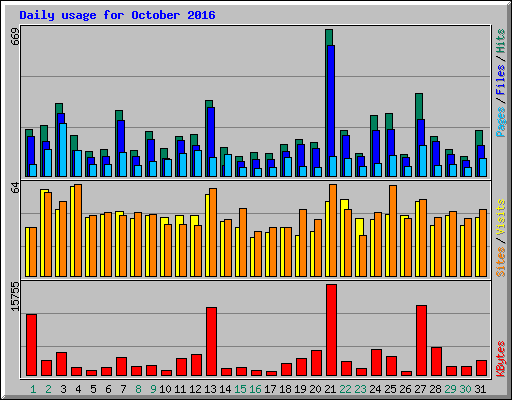 Daily usage for October 2016
669
Pages / Files / Hits
64
Sites / Visits
15755
KBytes
1 2 3 4 5 6 7 8 9 10 11 12 13 14 15 16 17 18 19 20 21 22 23 24 25 26 27 28 29 30 31